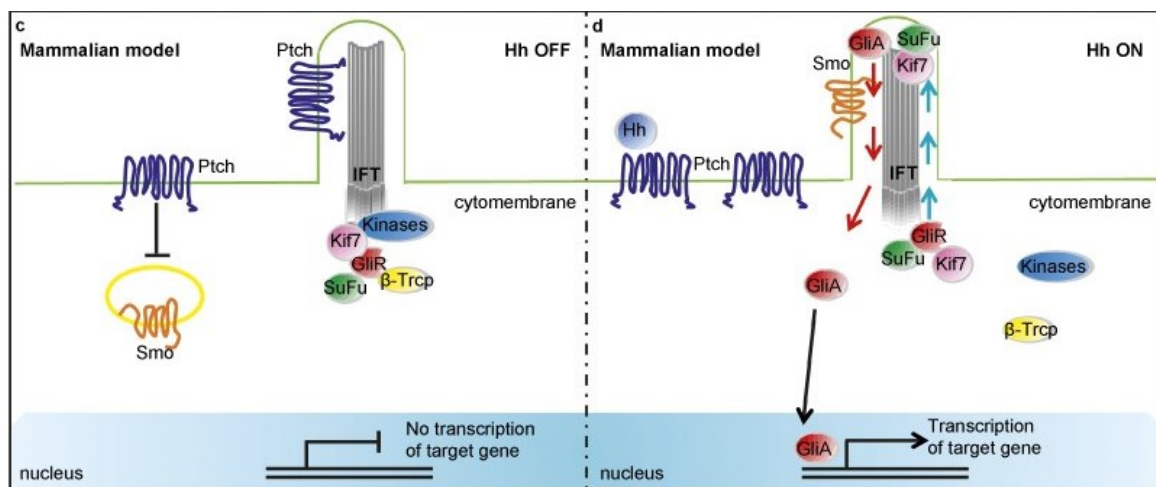 c
Mammalian model
Hh OFF
Ptch
Ptch
IFT
cytomembrane
Kinases
Kif7
GliR
β-Trcp
SuFu
Smo
No transcription
of target gene
nucleus
d
Mammalian model
Hh ON
GliA
SuFu
Kif7
Smo
Hh
Ptch
Ptch
IFT
cytomembrane
GliR
SuFu
Kif7
Kinases
GliA
β-Trcp
GliA
Transcription
of target gene
nucleus